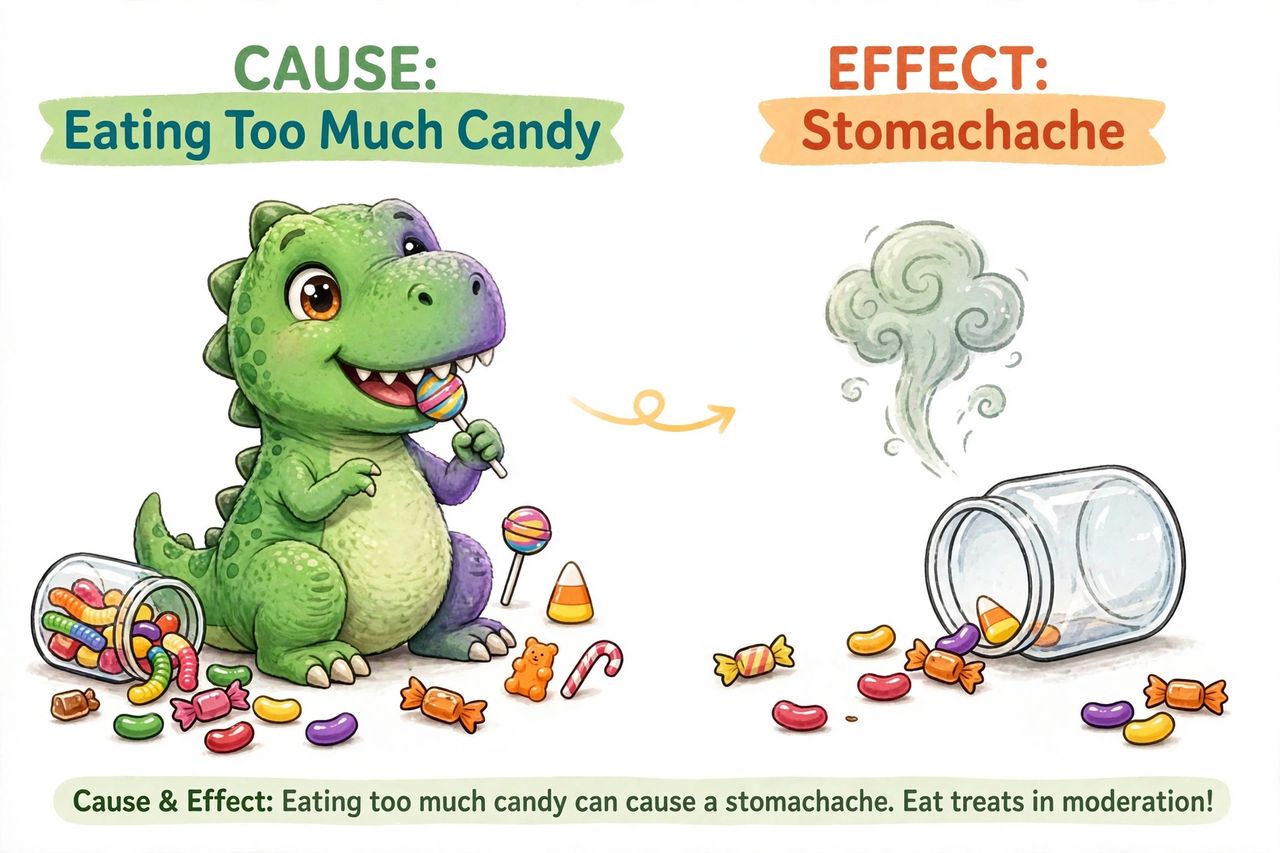 CAUSE:
Eating Too Much Candy
EFFECT:
Stomachache
Cause & Effect: Eating too much candy can cause a stomachache. Eat treats in moderation!